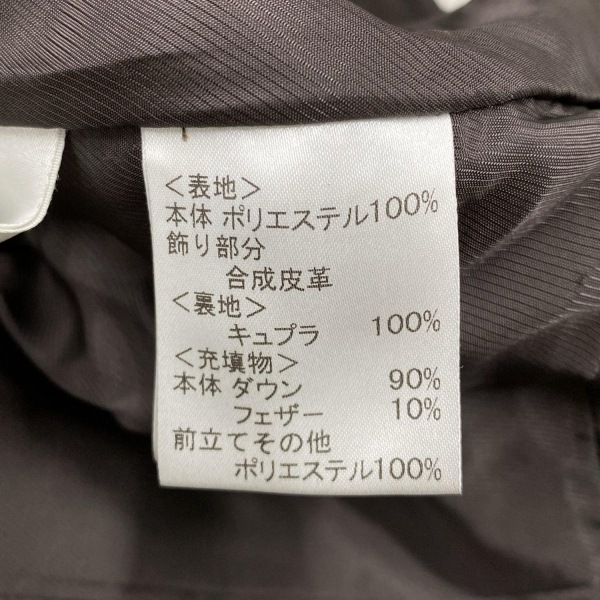 ＜表地＞
本体 ポリエステル100%
飾り部分
合成皮革
＜裏地＞
キュプラ 100%
＜充填物＞
本体 ダウン 90%
フェザー 10%
前立てその他
ポリエステル100%